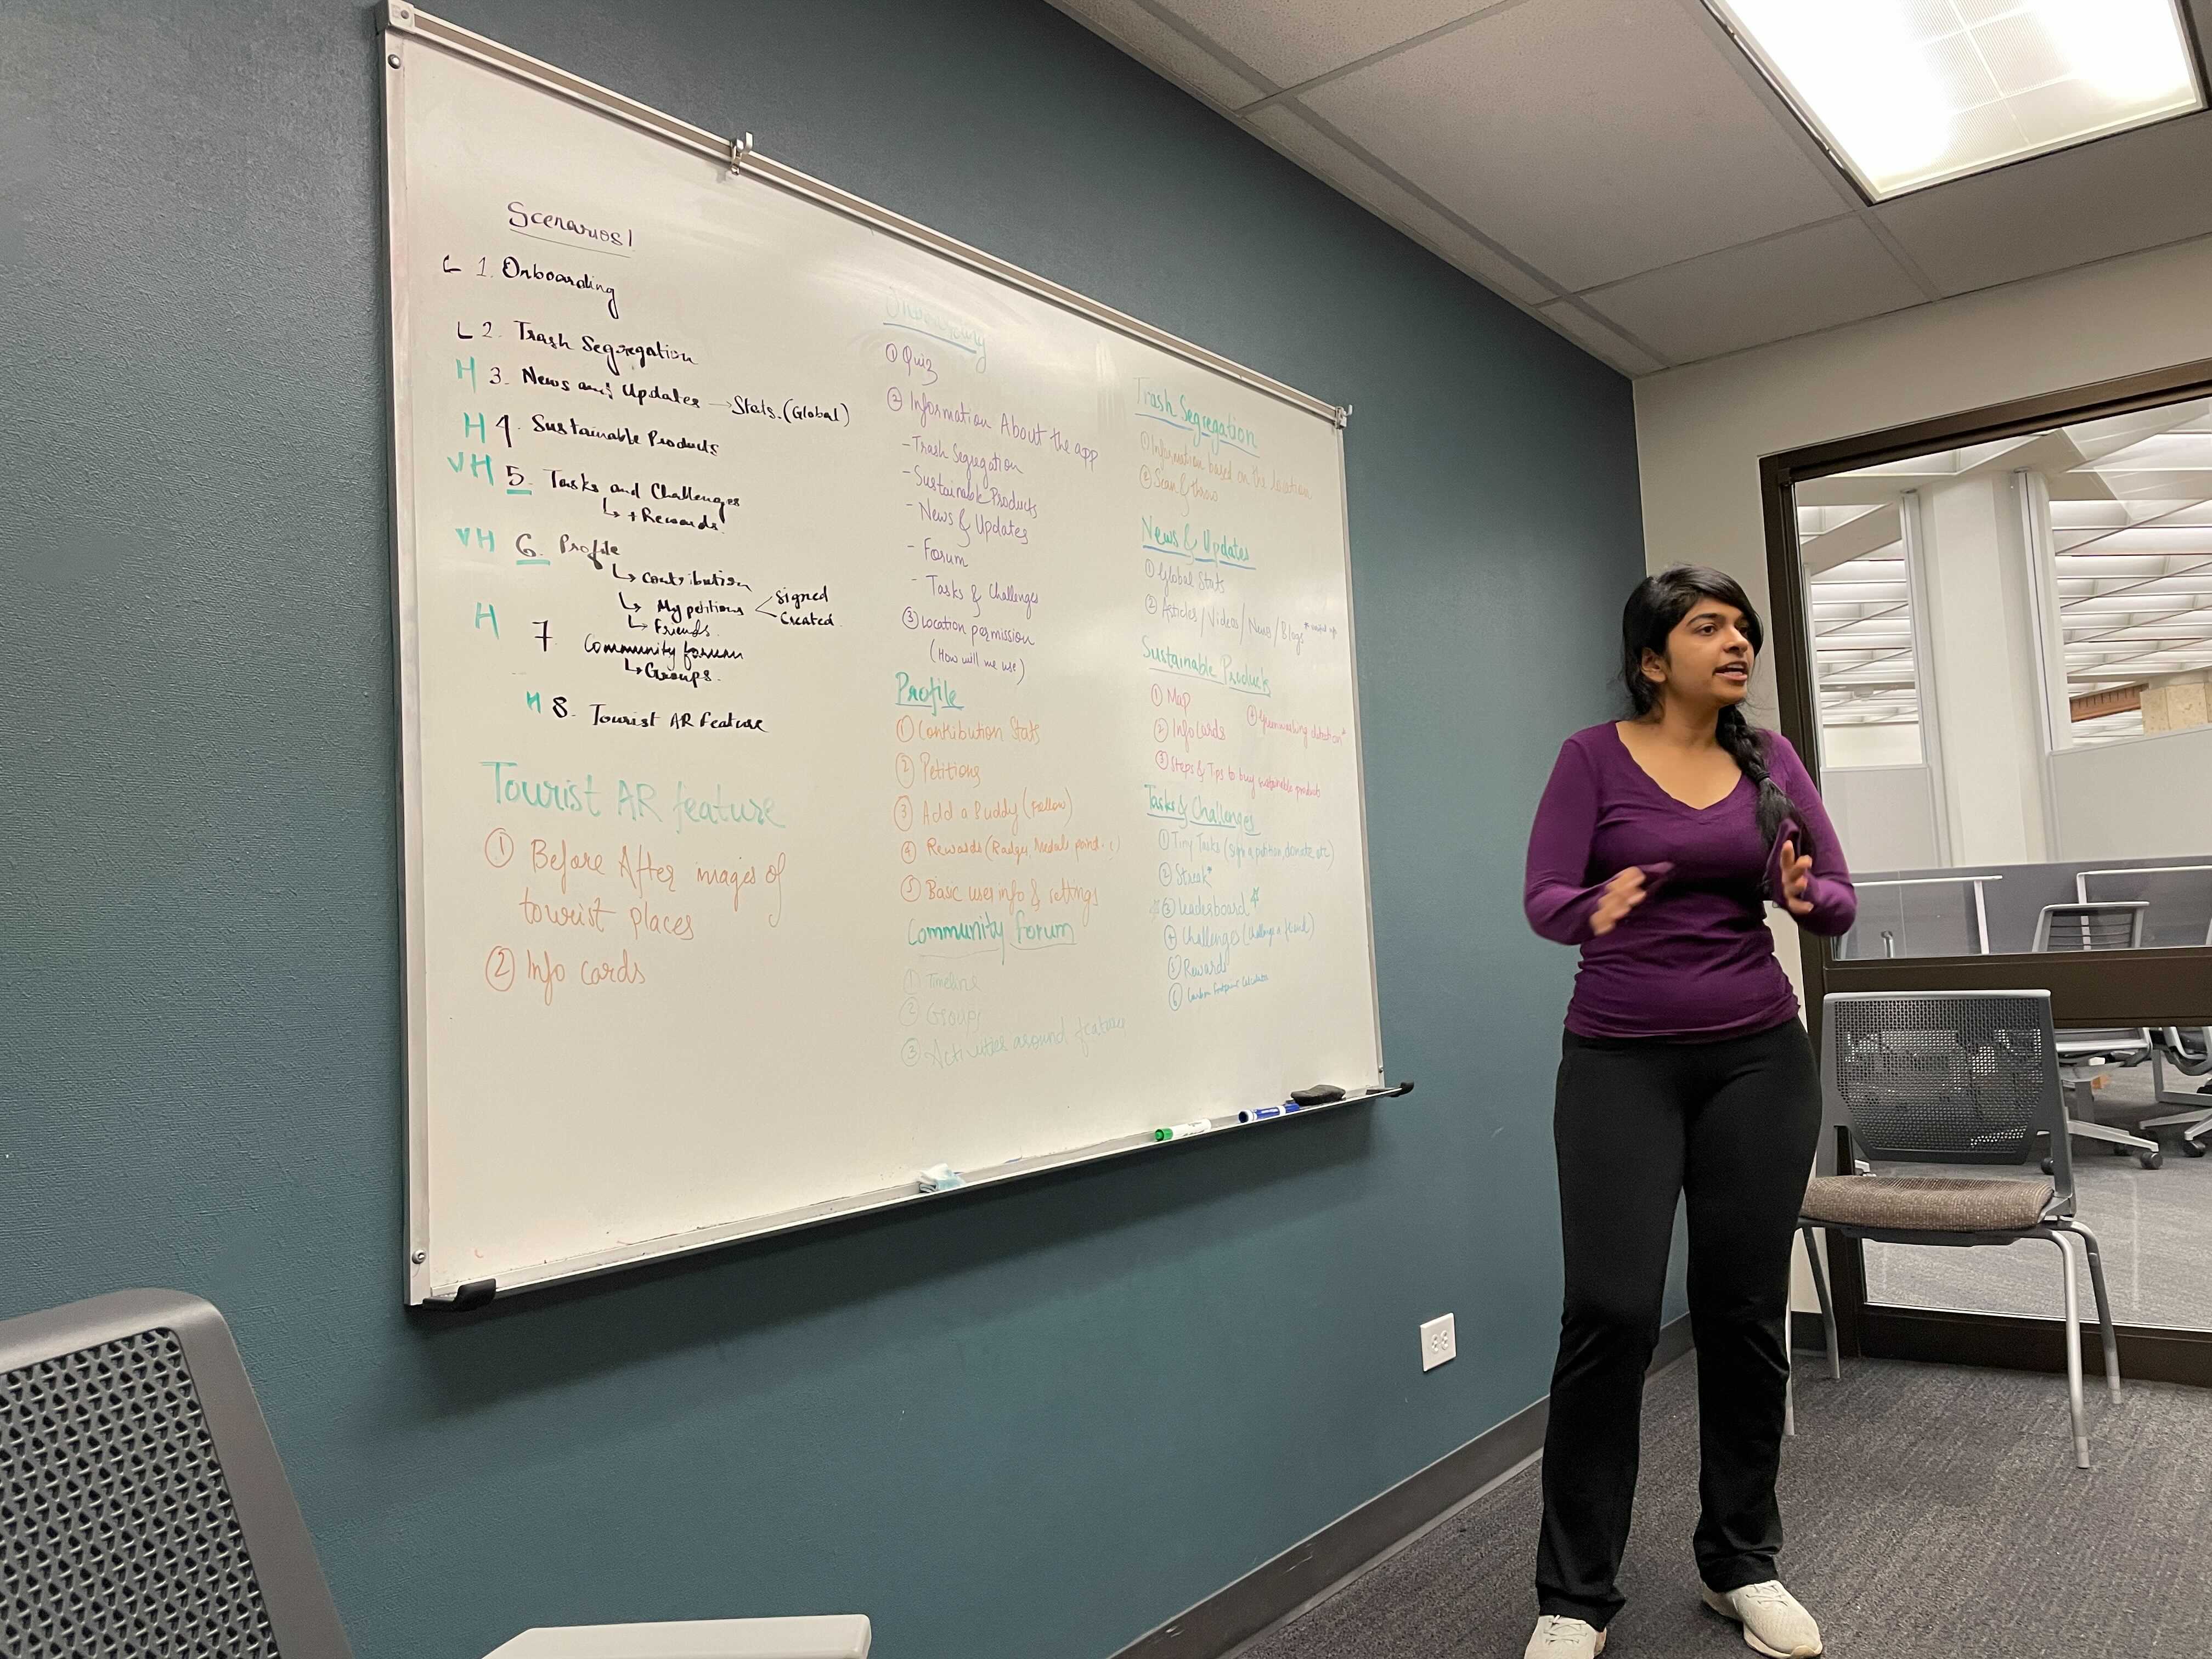 Scenarios
L 1. Onboarding
L 2. Trash Segregation
H 3. News and Updates → Stats. (Global)
H 4. Sustainable Products
VH 5. Tasks and Challenges
↳ + Rewards
VH 6. Profile
↳ Contribution
↳ My petitions < Signed
Created
↳ Friends
H 7. Community forum
↳ Groups
H 8. Tourist AR feature
Tourist AR feature
① Before After images of
tourist places
② Info cards
Onboarding
① Quiz
② Information About the app
- Trash Segregation
- Sustainable Products
- News & Updates
- Forum
- Tasks & Challenges
③ Location permission
(How will we use)
Profile
① Contribution Stats
② Petitions
③ Add a Buddy (Follow)
④ Rewards (Badges, Medals, point
⑤ Basic user info & settings
Community forum
① Timeline
② Groups
③ Activities around feature
Trash Segregation
① Information based on the location
② Scan & throw
News & Updates
① Global Stats
② Articles / Videos / News / Blogs*
Sustainable Products
① Map
② Info cards
③ Steps & Tips to buy sustainable products
④ Greenwashing detection*
Tasks & Challenges
① Tiny Tasks (Sign a petition, donate etc)
② Streak*
③ leaderboard
④ Challenges (Challenge a friend)
⑤ Rewards
⑥ Carbon footprint calculator